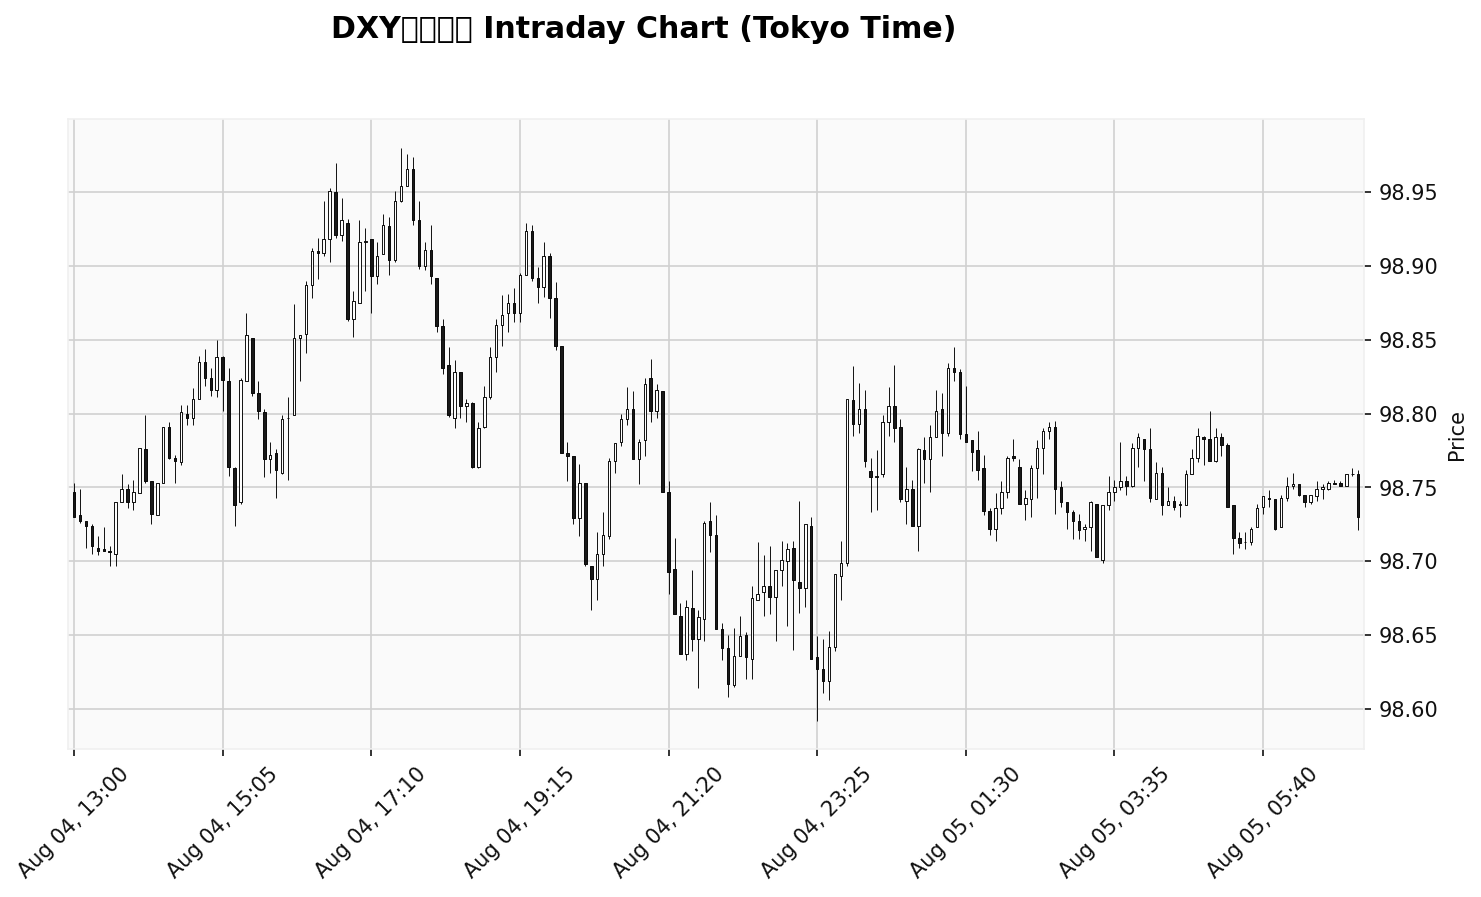 DXY Intraday Chart (Tokyo Time)
98.95
98.90
98.85
98.80
98.75
98.70
98.65
98.60
Price
Aug 04, 13:00
Aug 04, 15:05
Aug 04, 17:10
Aug 04, 19:15
Aug 04, 21:20
Aug 04, 23:25
Aug 05, 01:30
Aug 05, 03:35
Aug 05, 05:40